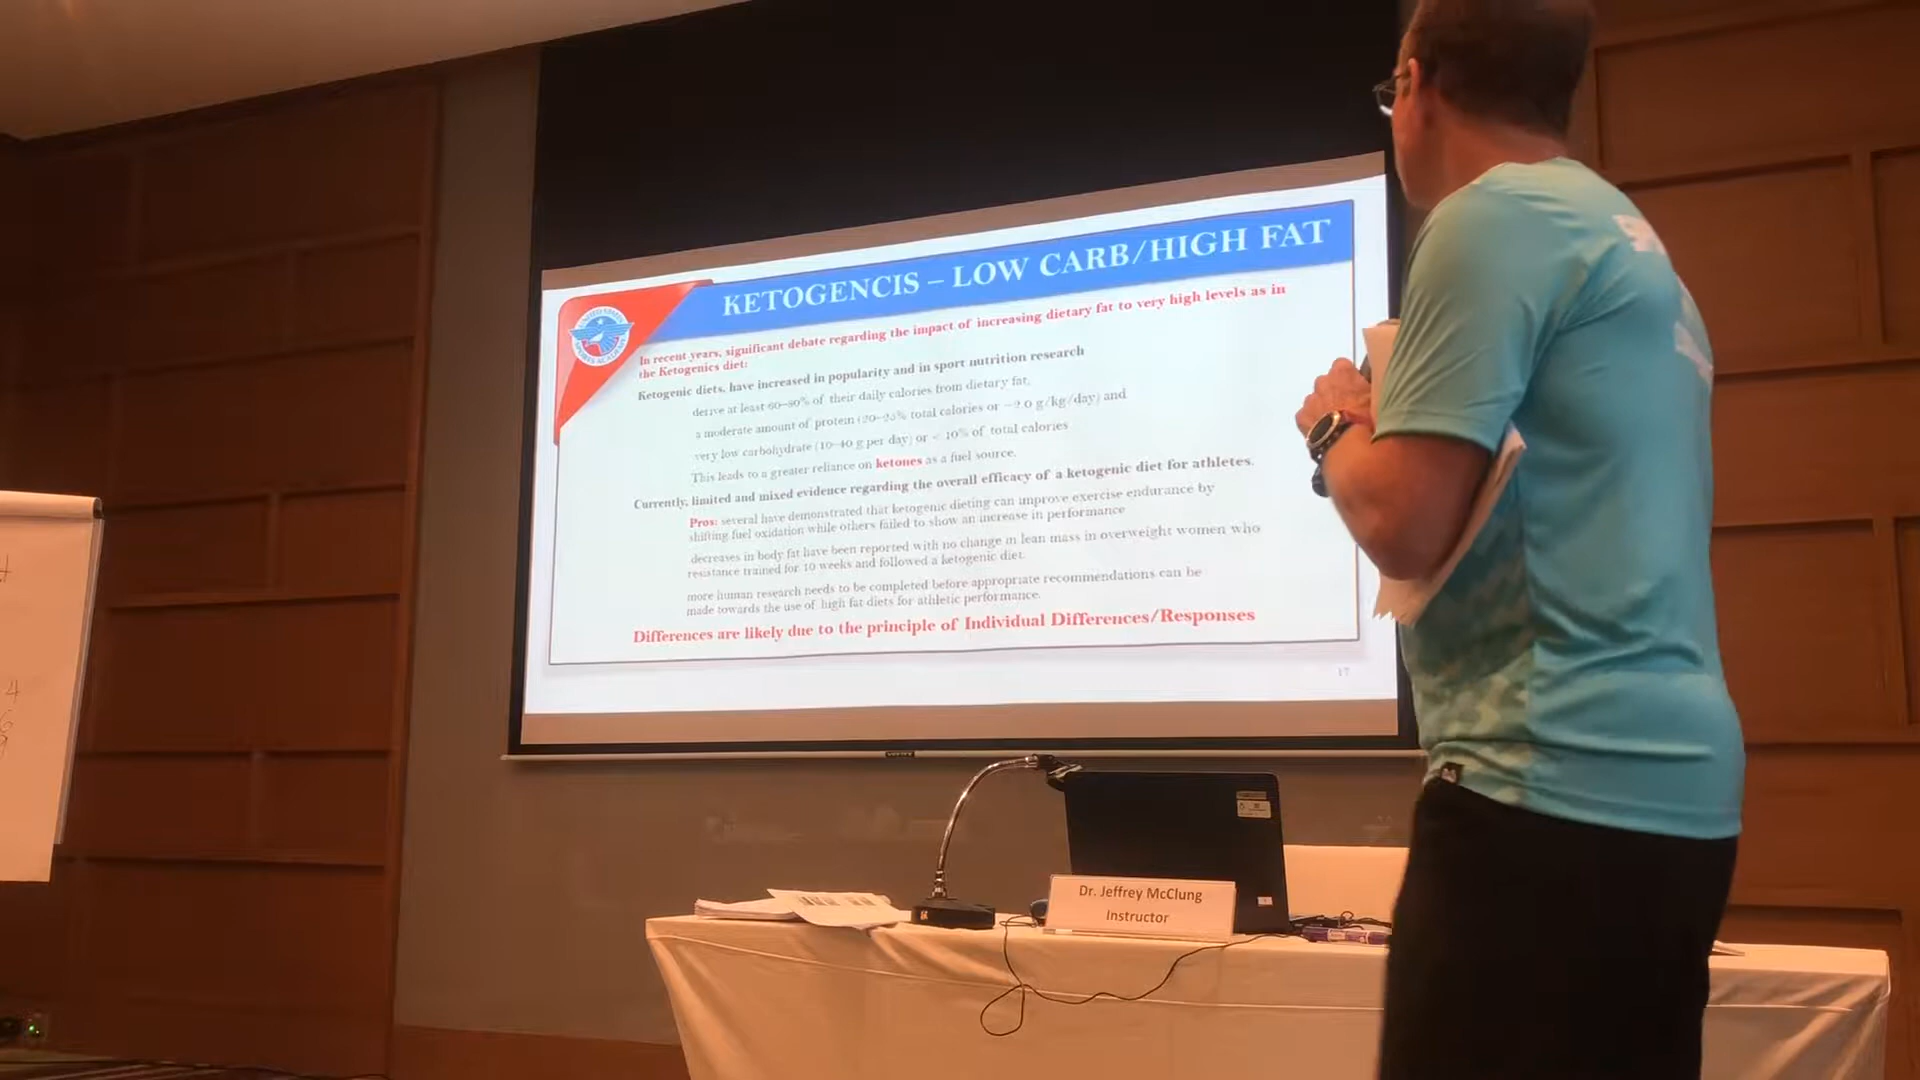 KETOGENCIS – LOW CARB/HIGH FAT
In recent years, significant debate regarding the impact of increasing dietary fat to very high levels as in
the Ketogenics diet:
Ketogenic diets, have increased in popularity and in sport nutrition research
derive at least 60–80% of their daily calories from dietary fat,
a moderate amount of protein (20–25% total calories or ~2.0 g/kg/day) and
very low carbohydrate (10–40 g per day) or < 10% of total calories
This leads to a greater reliance on ketones as a fuel source.
Currently, limited and mixed evidence regarding the overall efficacy of a ketogenic diet for athletes.
Pros: several have demonstrated that ketogenic dieting can improve exercise endurance by
shifting fuel oxidation while others failed to show an increase in performance
decreases in body fat have been reported with no change in lean mass in overweight women who
resistance trained for 10 weeks and followed a ketogenic diet.
more human research needs to be completed before appropriate recommendations can be
made towards the use of high fat diets for athletic performance.
Differences are likely due to the principle of Individual Differences/Responses
17
UNITED STATES
SPORTS ACADEMY
4
6
9
Dr. Jeffrey McClung
Instructor